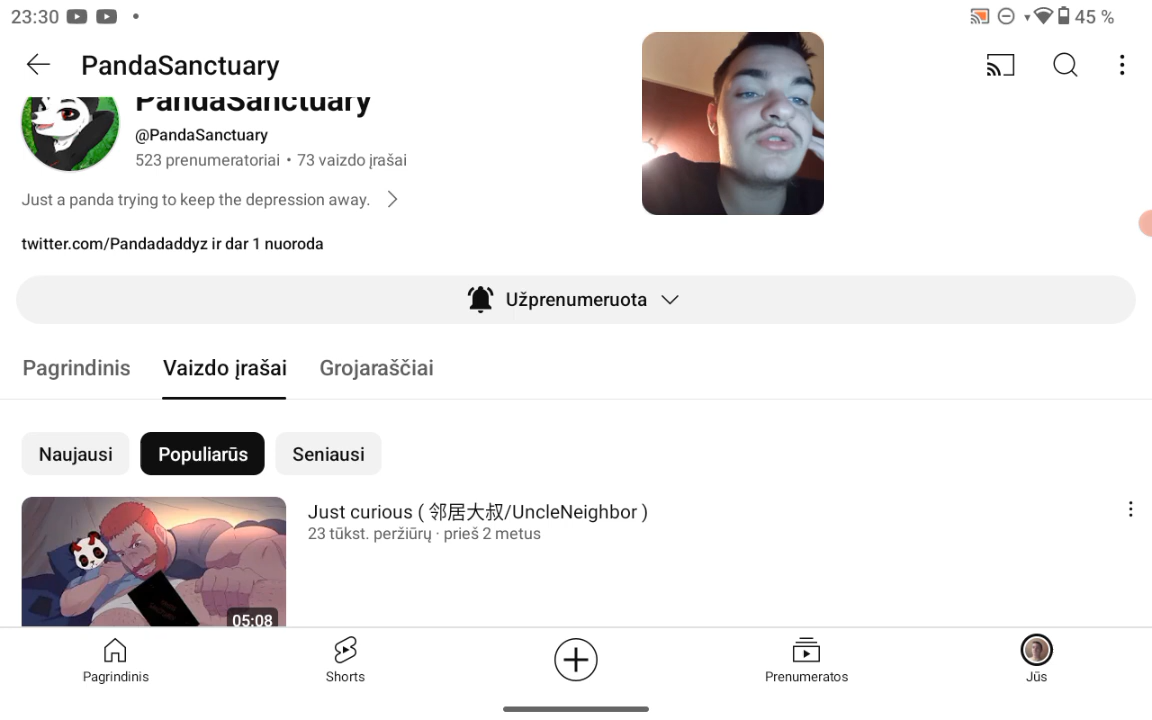 23:30
45 %
PandaSanctuary
PandaSanctuary
@PandaSanctuary
523 prenumeratoriai • 73 vaizdo įrašai
Just a panda trying to keep the depression away.
twitter.com/Pandadaddyz ir dar 1 nuoroda
Užprenumeruota
Pagrindinis
Vaizdo įrašai
Grojaraščiai
Naujausi
Populiarūs
Seniausi
Just curious ( 邻居大叔/UncleNeighbor )
23 tūkst. peržiūrų · prieš 2 metus
05:08
Pagrindinis
Shorts
Prenumeratos
Jūs